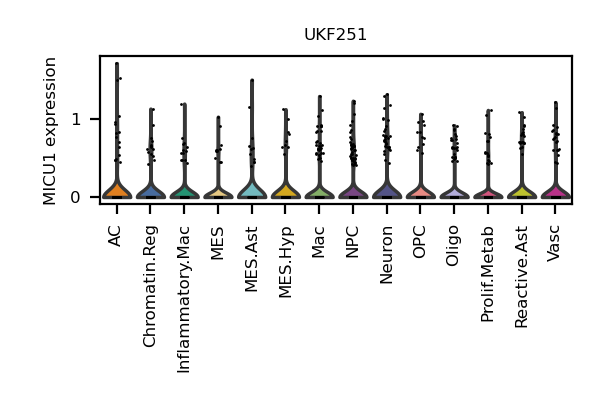 UKF251
MICU1 expression
1
0
AC
Chromatin.Reg
Inflammatory.Mac
MES
MES.Ast
MES.Hyp
Mac
NPC
Neuron
OPC
Oligo
Prolif.Metab
Reactive.Ast
Vasc